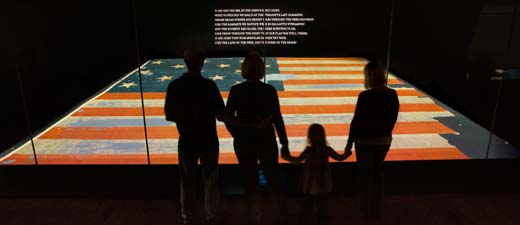 O SAY CAN YOU SEE, BY THE DAWN'S EARLY LIGHT,
WHAT SO PROUDLY WE HAIL'D AT THE TWILIGHT'S LAST GLEAMING,
WHOSE BROAD STRIPES AND BRIGHT STARS THROUGH THE PERILOUS FIGHT
O'ER THE RAMPARTS WE WATCH'D WERE SO GALLANTLY STREAMING?
AND THE ROCKET'S RED GLARE, THE BOMBS BURSTING IN AIR,
GAVE PROOF THROUGH THE NIGHT THAT OUR FLAG WAS STILL THERE,
O SAY DOES THAT STAR-SPANGLED BANNER YET WAVE
O'ER THE LAND OF THE FREE AND THE HOME OF THE BRAVE?